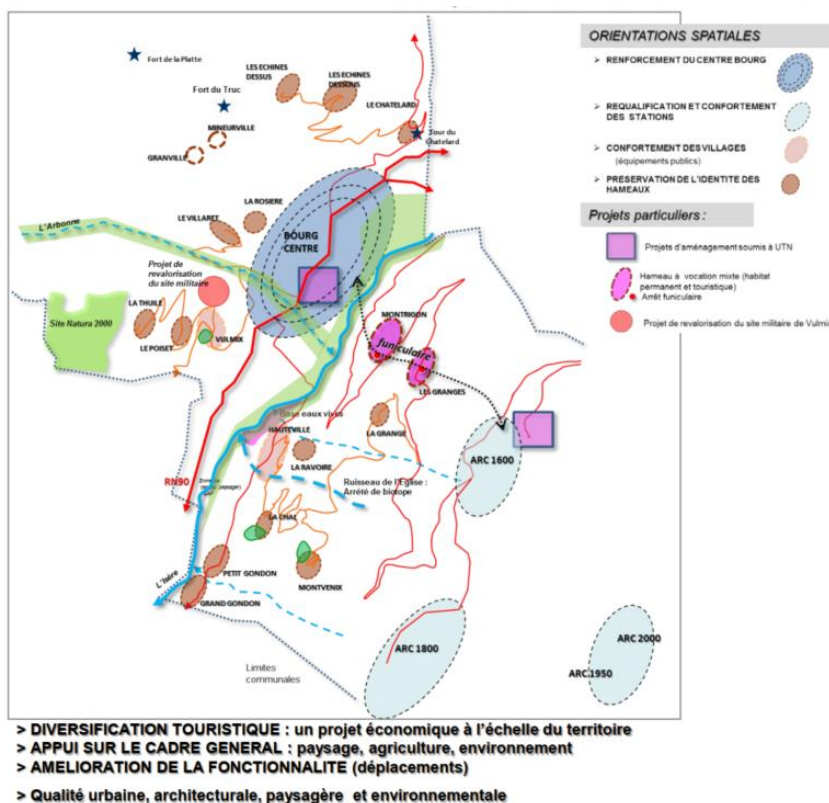 Fort de la Platte
LES ECHINES
DESSUS
LES ECHINES
DESSOUS
Fort du Truc
LE CHATELARD
MINEURVILLE
Tour du
Chatelard
GRANVILLE
LA ROSIERE
LE VILLARET
L'Arbonne
BOURG
CENTRE
Projet de
revalorisation
du site militaire
LA THUILE
Site Natura 2000
LE POISET
VULMIX
MONTRIGON
funiculaire
LES GRANGES
Base eaux vives
HAUTEVILLE
LA GRANGE
LA RAVOIRE
ARC 1600
RN90
Ruisseau de l'Eglise :
Arrêté de biotope
LA CHAL
L'Isère
PETIT GONDON
MONTVENIX
GRAND GONDON
ARC 1800
ARC 2000
ARC 1950
Limites
communales
ORIENTATIONS SPATIALES
➢ RENFORCEMENT DU CENTRE BOURG
➢ REQUALIFICATION ET CONFORTEMENT
DES STATIONS
➢ CONFORTEMENT DES VILLAGES
(équipements publics)
➢ PRESERVATION DE L'IDENTITE DES
HAMEAUX
Projets particuliers :
Projets d'aménagement soumis à UTN
Hameau à vocation mixte (habitat
permanent et touristique)
Arrêt funiculaire
Projet de revalorisation du site militaire de Vulmi
> DIVERSIFICATION TOURISTIQUE : un projet économique à l'échelle du territoire
> APPUI SUR LE CADRE GENERAL : paysage, agriculture, environnement
> AMELIORATION DE LA FONCTIONNALITE (déplacements)
> Qualité urbaine, architecturale, paysagère et environnementale